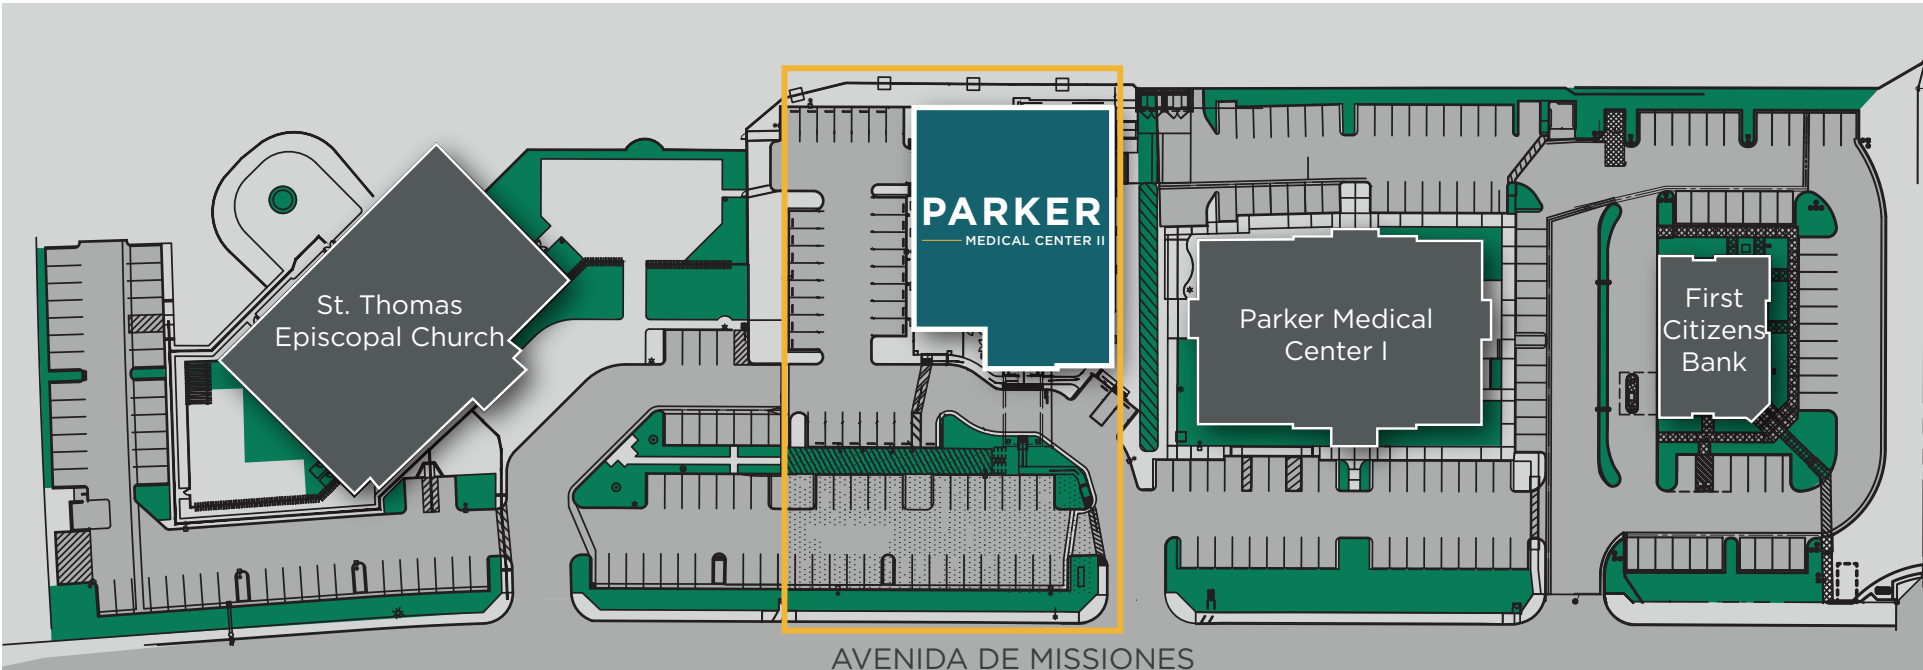 St. Thomas
Episcopal Church
PARKER
MEDICAL CENTER II
Parker Medical
Center I
First
Citizens
Bank
AVENIDA DE MISSIONES